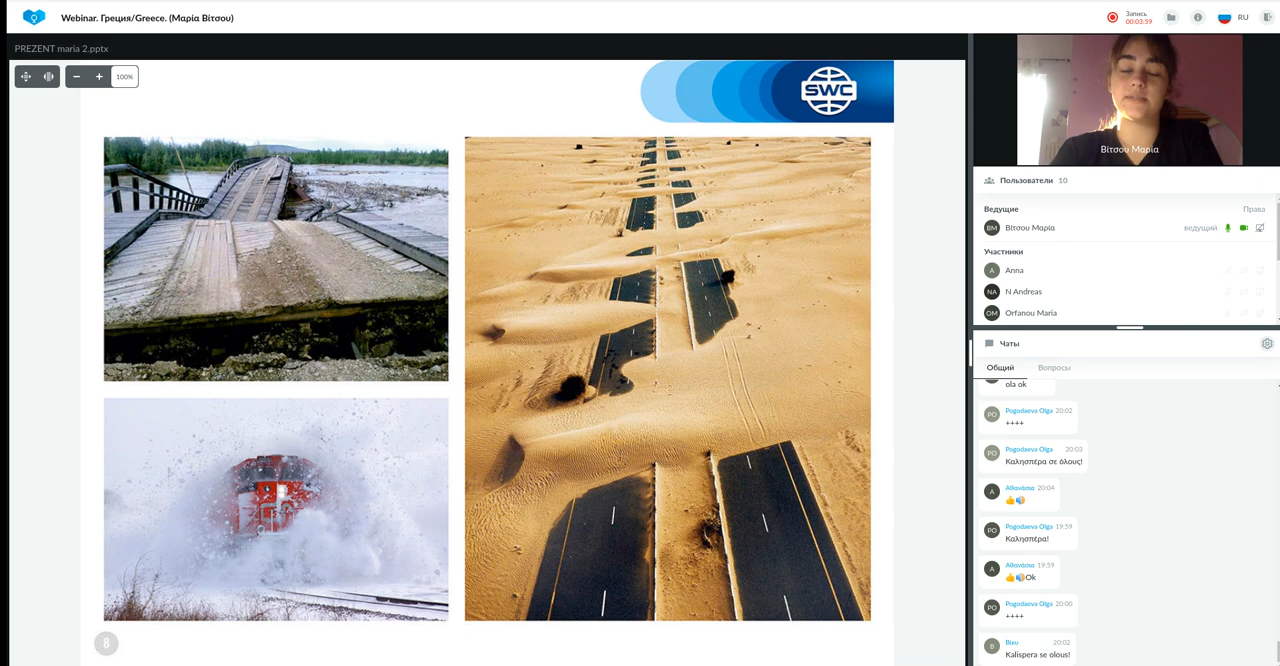 Webinar. Греция/Greece. (Μαρία Βίτσου)
Запись
00:03:59
RU
PREZENT maria 2.pptx
100%
SWC
8
Βίτσου Μαρία
Пользователи 10
Ведущие
Права
ΒΜ Βίτσου Μαρία ведущий
Участники
A Anna
NA N Andreas
OM Orfanou Maria
Чаты
Общий Вопросы
ola ok
PO Pogodaeva Olga 20:02
++++
PO Pogodaeva Olga 20:03
Καλησπέρα σε όλους!
A Αθανάσια 20:04
👍
PO Pogodaeva Olga 19:59
Καλησπέρα!
A Αθανάσια 19:59
👍Ok
PO Pogodaeva Olga 20:00
++++
B Βίκυ 20:02
Kalispera se olous!